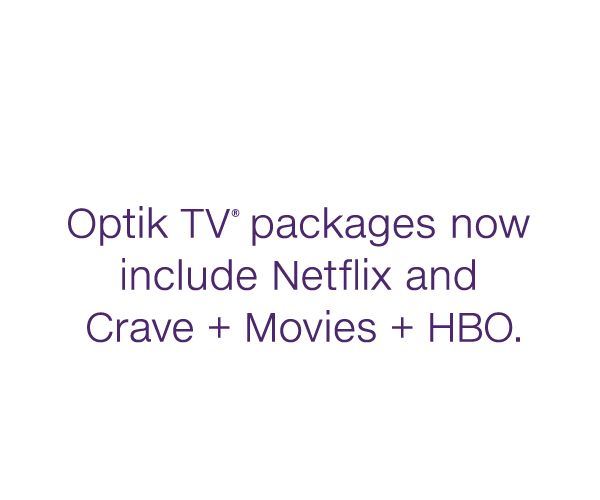 Optik TV® packages now
include Netflix and
Crave + Movies + HBO.